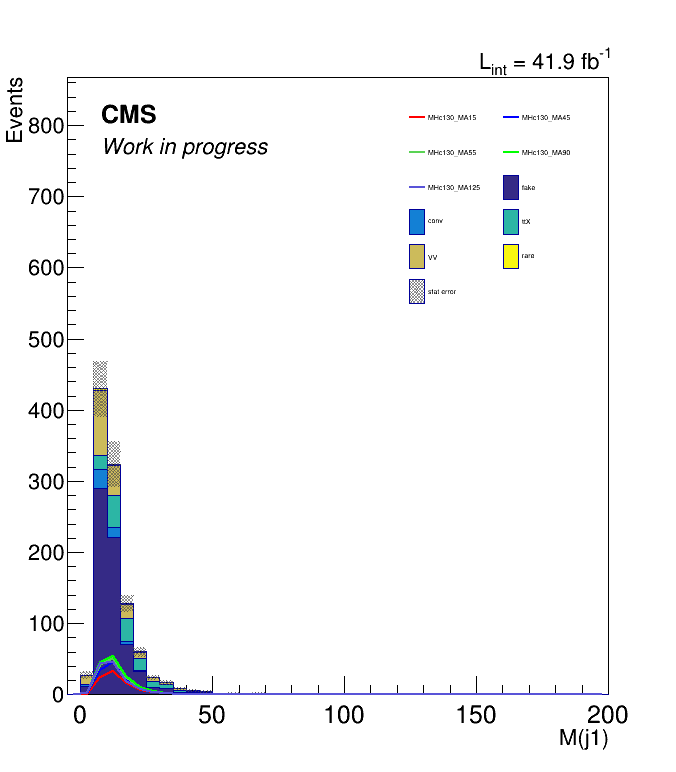 L_int = 41.9 fb^-1
Events
CMS
Work in progress
MHc130_MA15
MHc130_MA45
MHc130_MA55
MHc130_MA90
MHc130_MA125
fake
conv
ttX
VV
rare
stat error
800
700
600
500
400
300
200
100
0
0 50 100 150 200
M(j1)